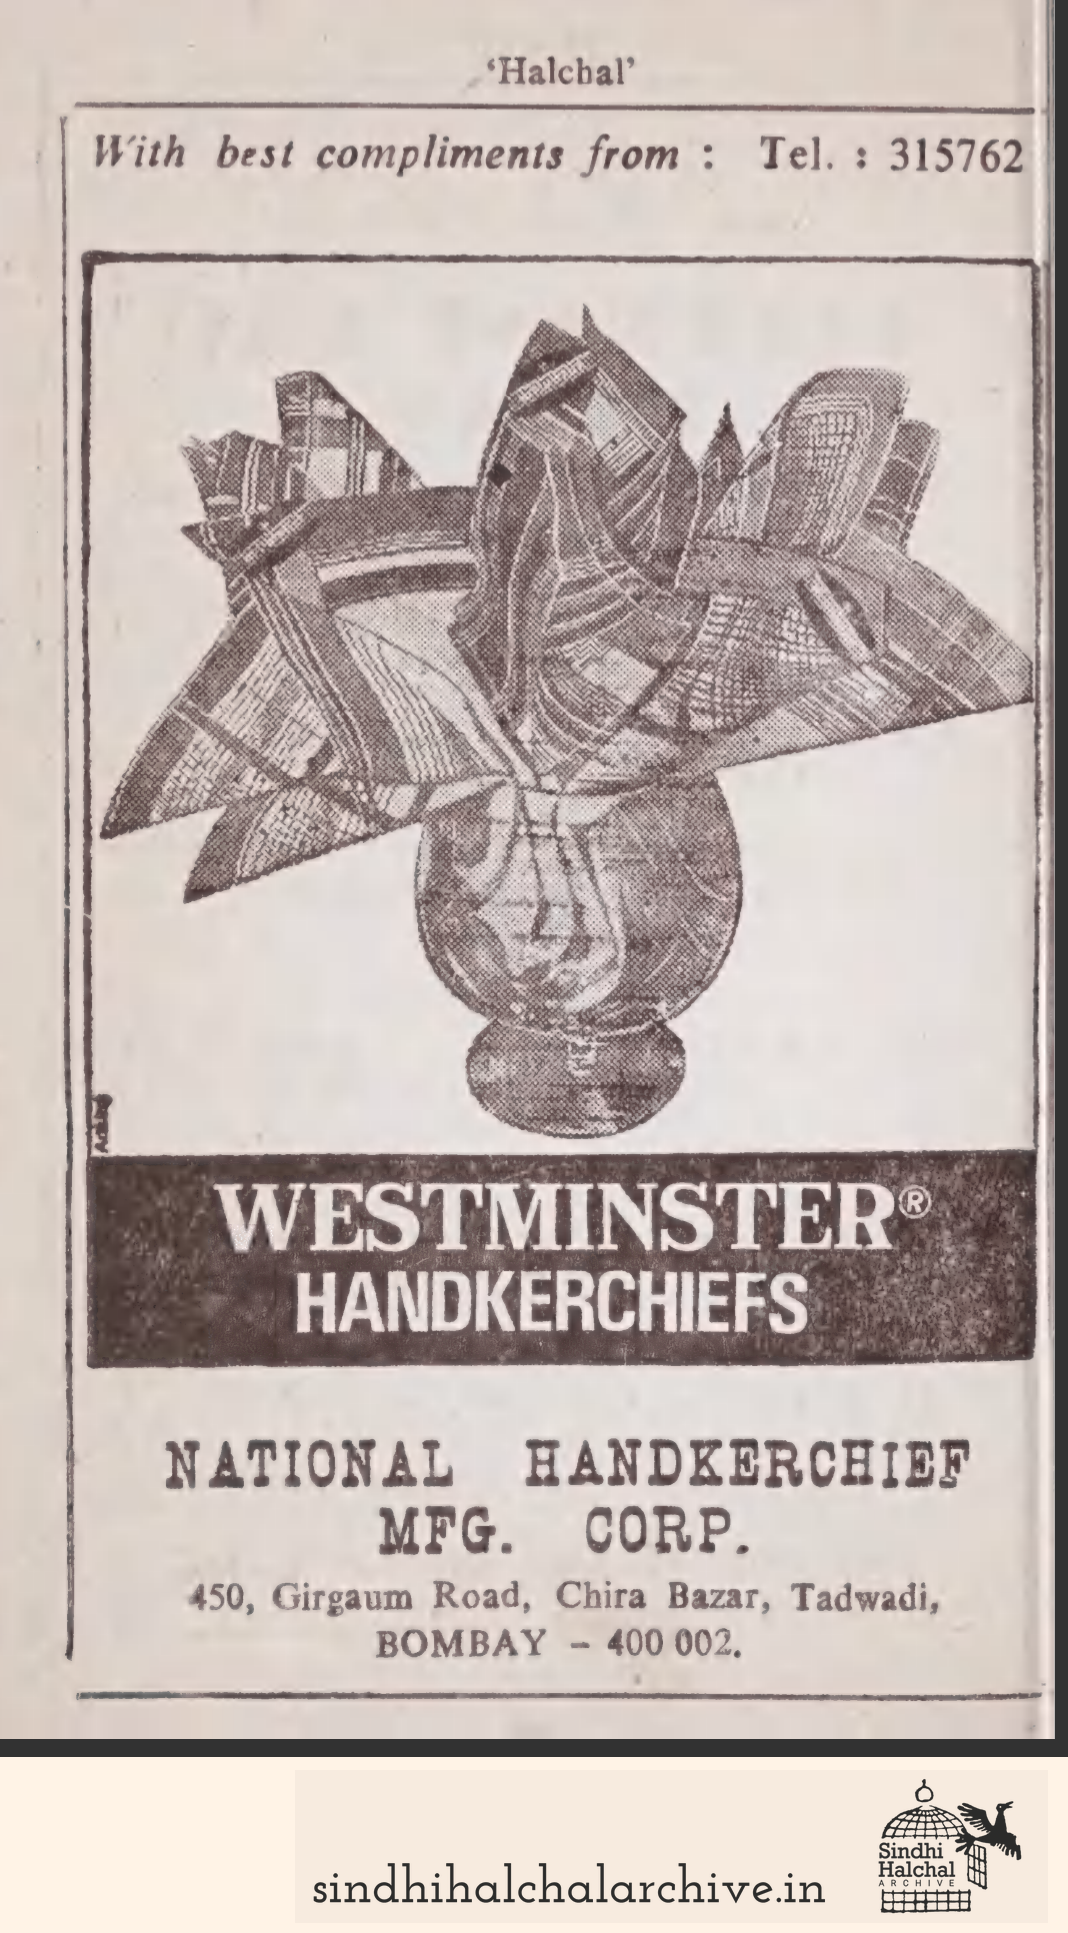 ‘Halchal’
With best compliments from : Tel. : 315762
WESTMINSTER®
HANDKERCHIEFS
NATIONAL HANDKERCHIEF
MFG. CORP.
450, Girgaum Road, Chira Bazar, Tadwadi,
BOMBAY - 400 002.
sindhihalchalarchive.in
Sindhi
Halchal
ARCHIVE